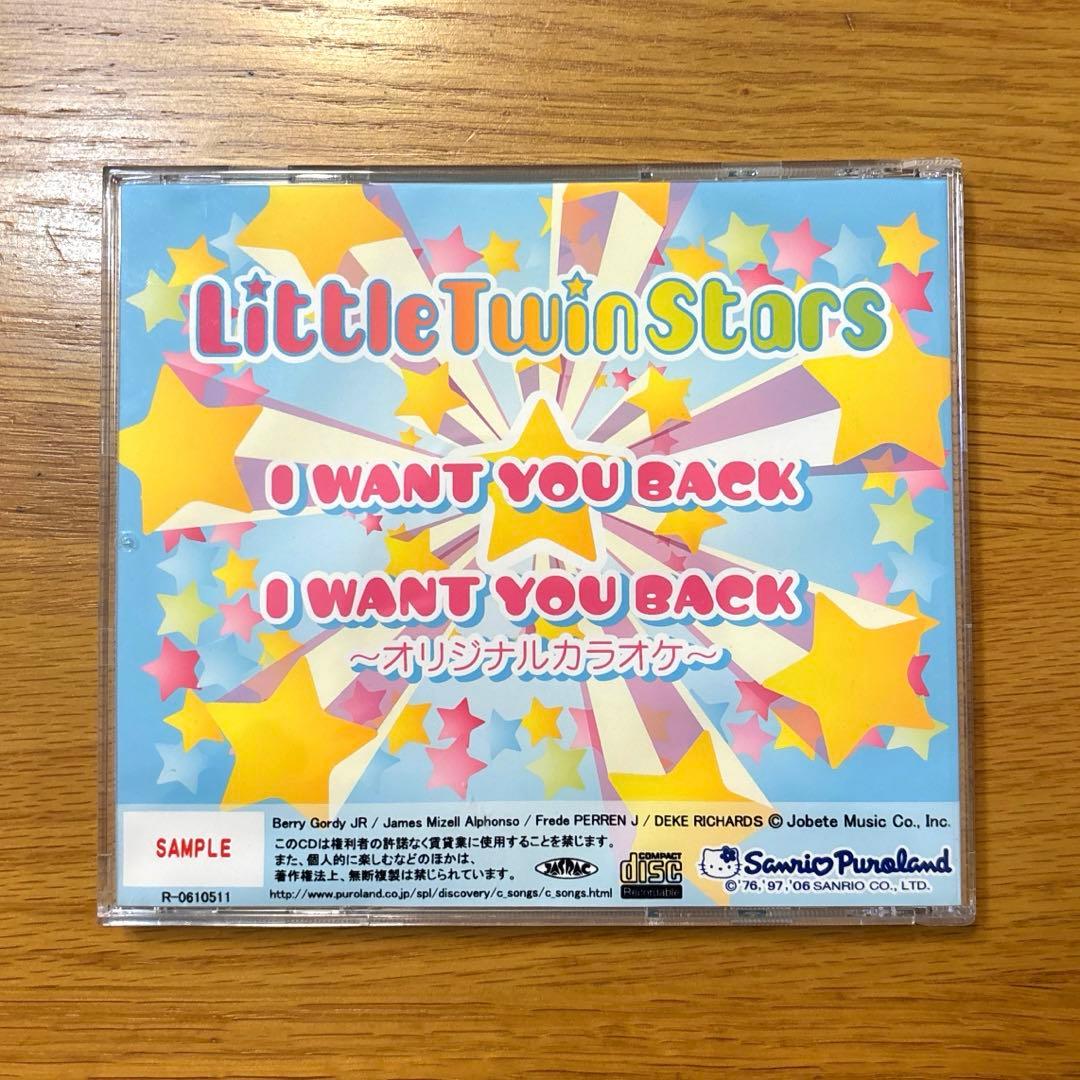 LittleTwinStars
I WANT YOU BACK
I WANT YOU BACK
～オリジナルカラオケ～
Berry Gordy JR / James Mizell Alphonso / Frede PERREN J / DEKE RICHARDS © Jobete Music Co., Inc.
SAMPLE
R-0610511
このCDは権利者の許諾なく賃貸業に使用することを禁じます。
また、個人的に楽しむなどのほかは、
著作権法上、無断複製は禁じられています。
http://www.puroland.co.jp/spl/discovery/c_songs/c_songs.html
JASRAC
COMPACT
disc
Recordable
Sanrio Puroland
©'76,'97,'06 SANRIO CO., LTD.